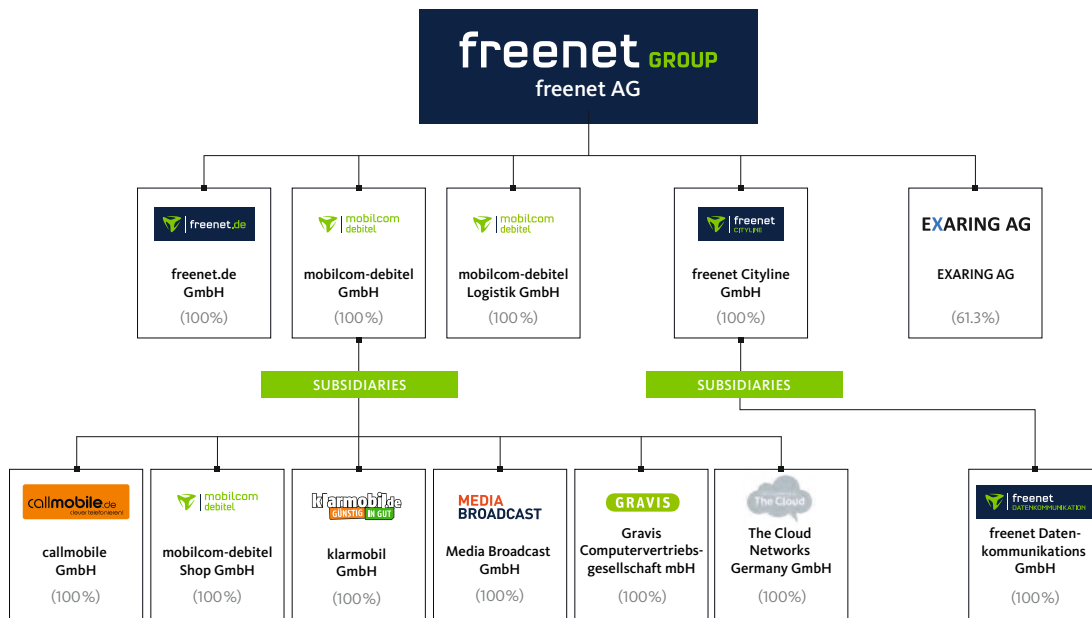 freenet GROUP
freenet AG
freenet.de
mobilcom
debitel
mobilcom
debitel
freenet
CITYLINE
EXARING AG
freenet.de
GmbH
(100%)
mobilcom-debitel
GmbH
(100%)
mobilcom-debitel
Logistik GmbH
(100%)
freenet Cityline
GmbH
(100%)
EXARING AG
(61.3%)
SUBSIDIARIES
SUBSIDIARIES
callmobile.de
clever telefonieren!
callmobile
GmbH
(100%)
mobilcom
debitel
mobilcom-debitel
Shop GmbH
(100%)
klarmobil.de
GÜNSTIG IN GUT
klarmobil
GmbH
(100%)
MEDIA
BROADCAST
Media Broadcast
GmbH
(100%)
GRAVIS
Gravis
Computervertriebs-
gesellschaft mbH
(100%)
The Cloud
The Cloud
Networks
Germany GmbH
(100%)
freenet
DATENKOMMUNIKATION
freenet Daten-
kommunikations
GmbH
(100%)